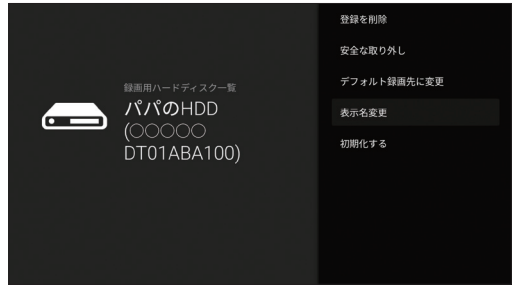 録画用ハードディスク一覧
パパのHDD
(○○○○○
DT01ABA100)
登録を削除
安全な取り外し
デフォルト録画先に変更
表示名変更
初期化する